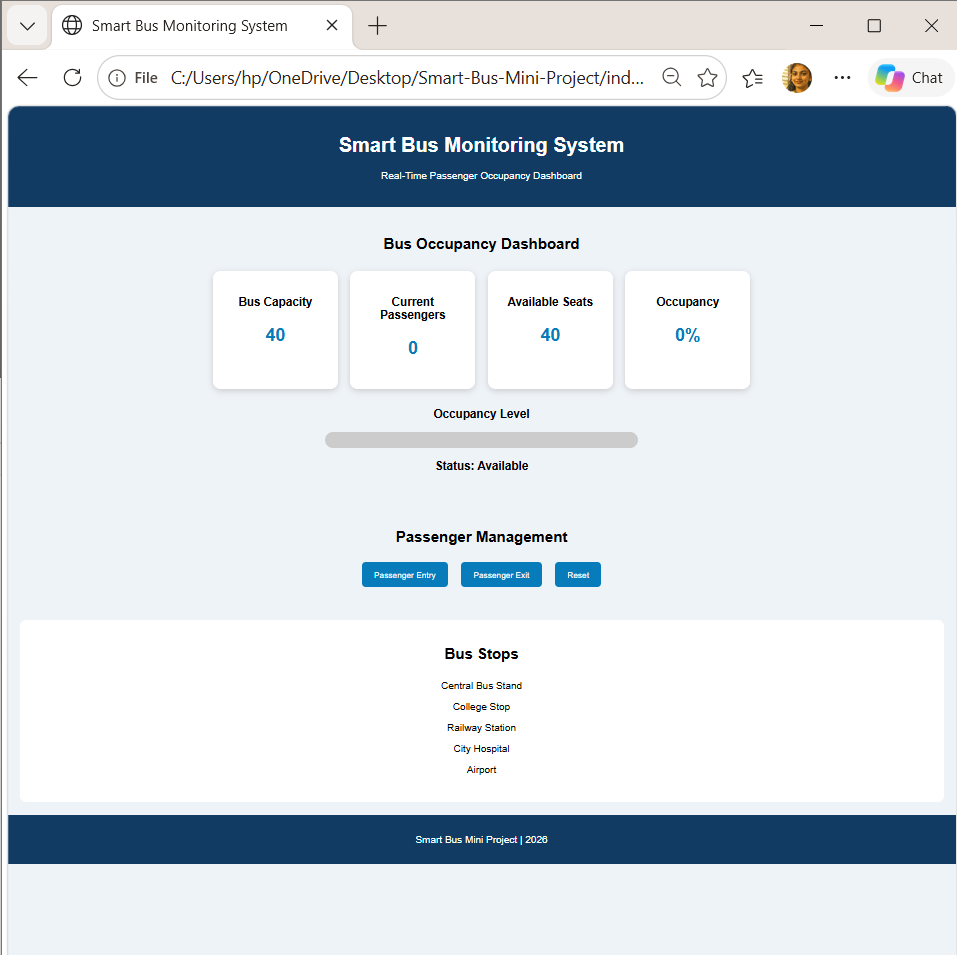 Smart Bus Monitoring System
File C:/Users/hp/OneDrive/Desktop/Smart-Bus-Mini-Project/ind...
Chat
Smart Bus Monitoring System
Real-Time Passenger Occupancy Dashboard
Bus Occupancy Dashboard
Bus Capacity
40
Current
Passengers
0
Available Seats
40
Occupancy
0%
Occupancy Level
Status: Available
Passenger Management
Passenger Entry
Passenger Exit
Reset
Bus Stops
Central Bus Stand
College Stop
Railway Station
City Hospital
Airport
Smart Bus Mini Project | 2026